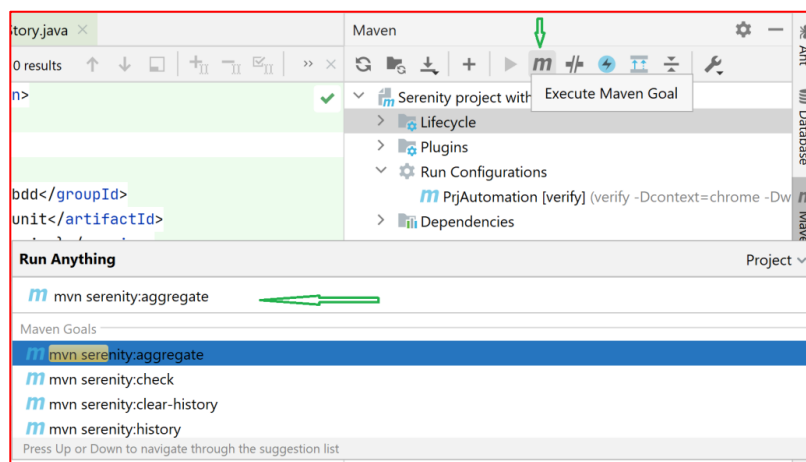 tory.java
Maven
0 results
Execute Maven Goal
n>
Serenity project with
Lifecycle
Plugins
bdd</groupId>
Run Configurations
unit</artifactId>
PrjAutomation [verify] (verify -Dcontext=chrome -Dw
Dependencies
Ant
Database
Mave
Run Anything
Project
mvn serenity:aggregate
Maven Goals
mvn serenity:aggregate
mvn serenity:check
mvn serenity:clear-history
mvn serenity:history
Press Up or Down to navigate through the suggestion list